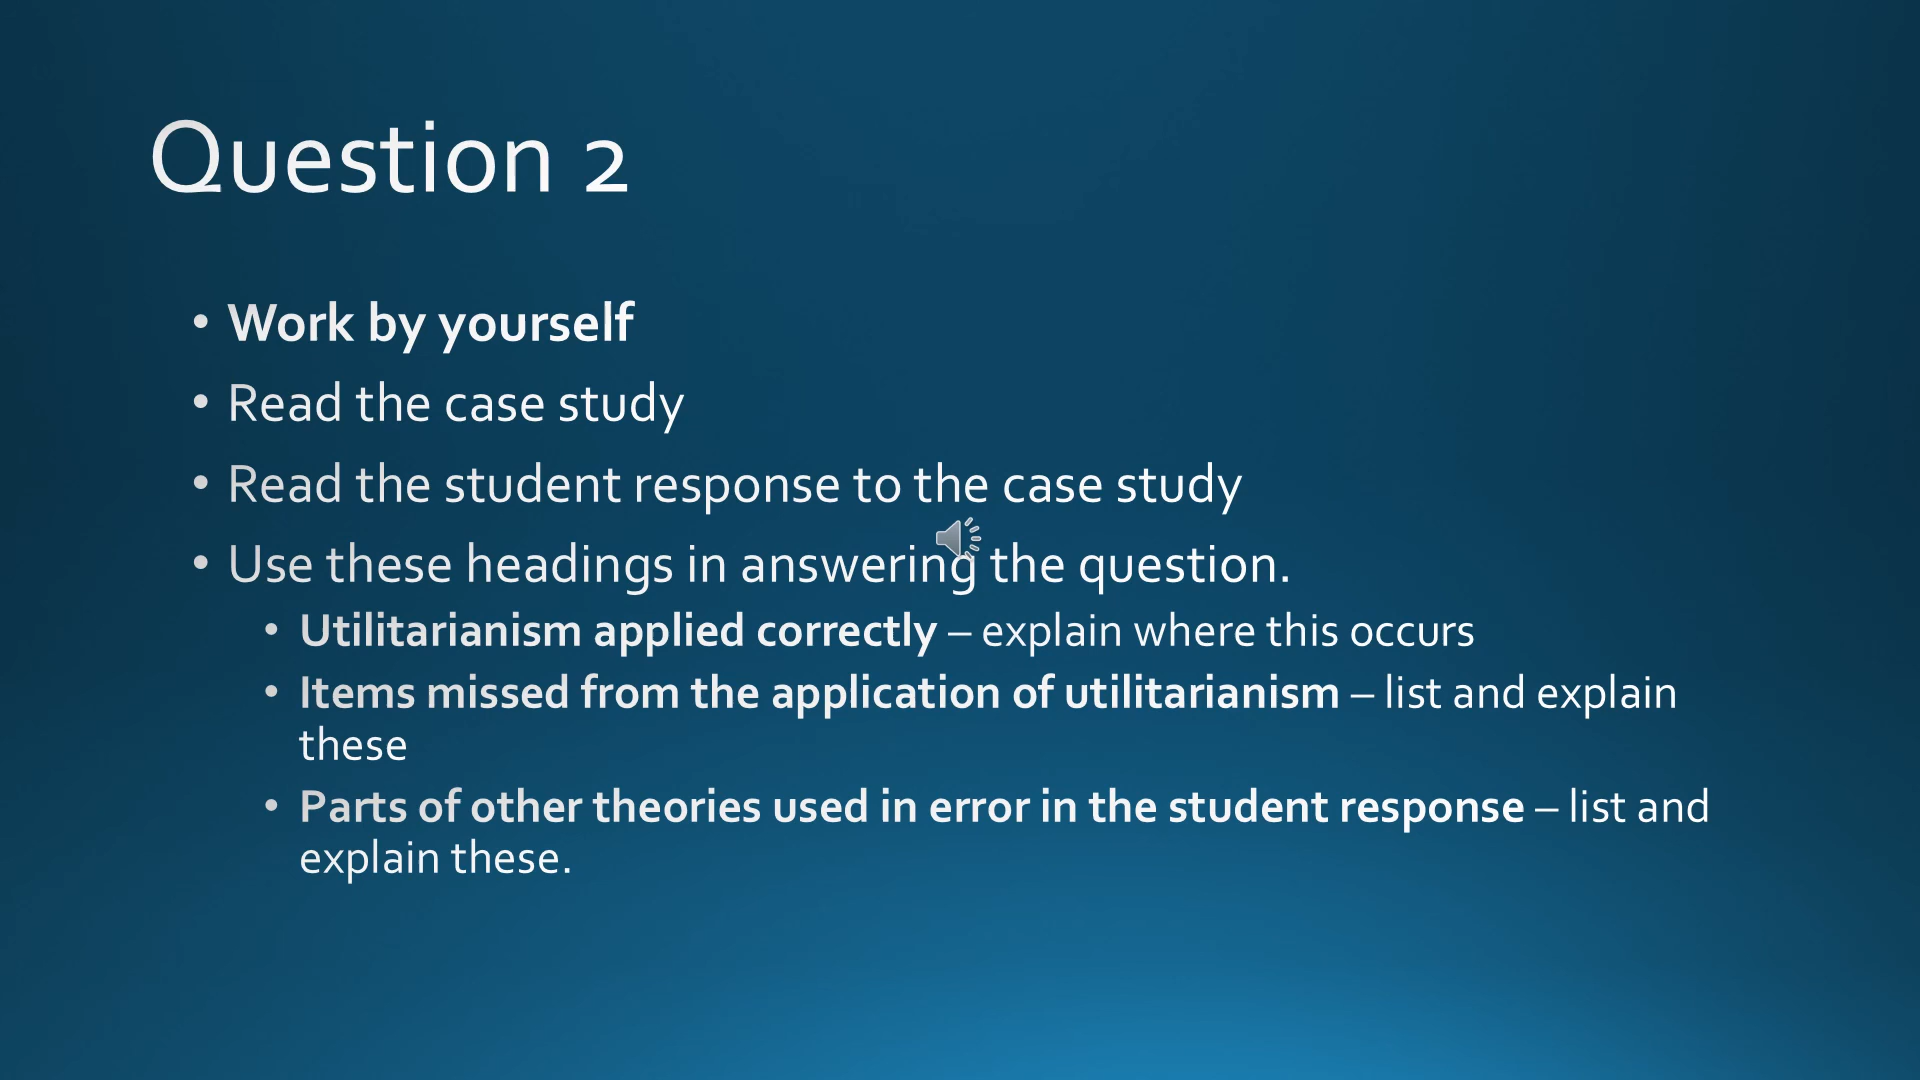 Question 2
• Work by yourself
• Read the case study
• Read the student response to the case study
• Use these headings in answering the question.
• Utilitarianism applied correctly – explain where this occurs
• Items missed from the application of utilitarianism – list and explain
these
• Parts of other theories used in error in the student response – list and
explain these.